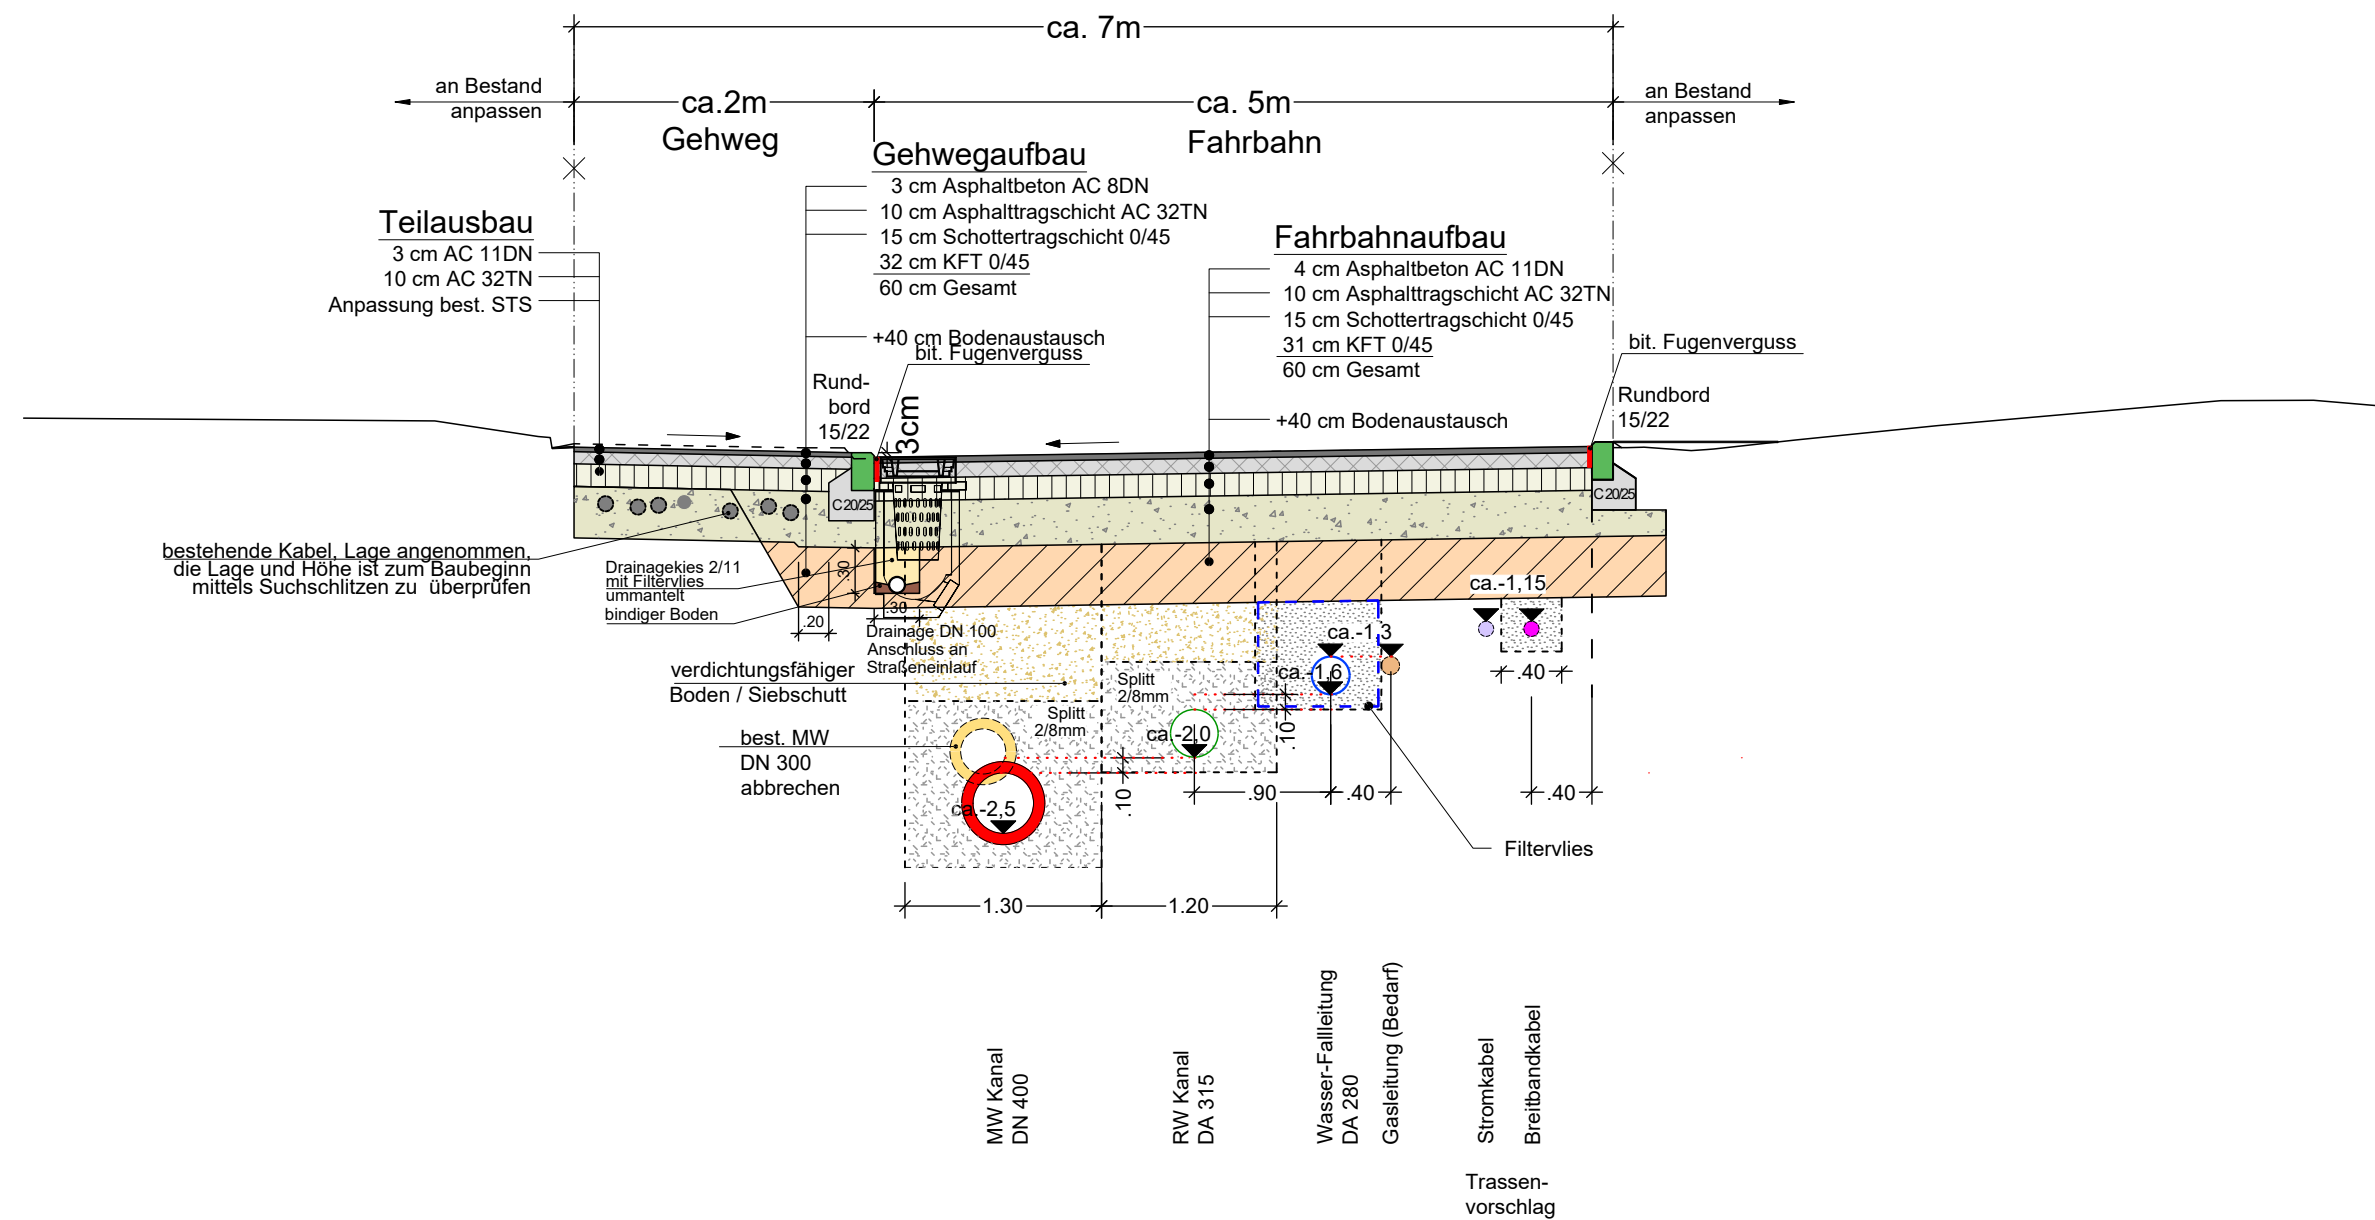 ca. 7m
an Bestand
anpassen
ca.2m
Gehweg
ca. 5m
Fahrbahn
an Bestand
anpassen
Gehwegaufbau
3 cm Asphaltbeton AC 8DN
10 cm Asphalttragschicht AC 32TN
15 cm Schottertragschicht 0/45
32 cm KFT 0/45
60 cm Gesamt
+40 cm Bodenaustausch
Teilausbau
3 cm AC 11DN
10 cm AC 32TN
Anpassung best. STS
Fahrbahnaufbau
4 cm Asphaltbeton AC 11DN
10 cm Asphalttragschicht AC 32TN
15 cm Schottertragschicht 0/45
31 cm KFT 0/45
60 cm Gesamt
+40 cm Bodenaustausch
bit. Fugenverguss
Rund-
bord
15/22
3cm
bit. Fugenverguss
Rundbord
15/22
C20/25
C20/25
bestehende Kabel, Lage angenommen,
die Lage und Höhe ist zum Baubeginn
mittels Suchschlitzen zu überprüfen
Drainagekies 2/11
mit Filtervlies
ummantelt
bindiger Boden
.30
.30
.20
Drainage DN 100
Anschluss an
Straßeneinlauf
verdichtungsfähiger
Boden / Siebschutt
ca.-1,15
ca.-1,3
ca.-1,6
.40
Splitt
2/8mm
Splitt
2/8mm
ca.-2,0
.10
best. MW
DN 300
abbrechen
ca.-2,5
.10
.90
.40
.40
Filtervlies
1.30
1.20
MW Kanal
DN 400
RW Kanal
DA 315
Wasser-Fallleitung
DA 280
Gasleitung (Bedarf)
Stromkabel
Breitbandkabel
Trassen-
vorschlag